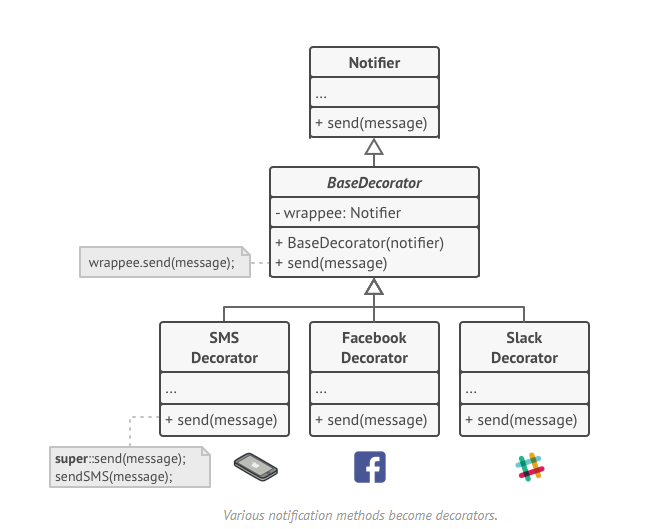 Notifier
...
+ send(message)
BaseDecorator
- wrappee: Notifier
+ BaseDecorator(notifier)
+ send(message)
wrappee.send(message);
SMS
Decorator
...
+ send(message)
Facebook
Decorator
...
+ send(message)
Slack
Decorator
...
+ send(message)
super::send(message);
sendSMS(message);
Various notification methods become decorators.